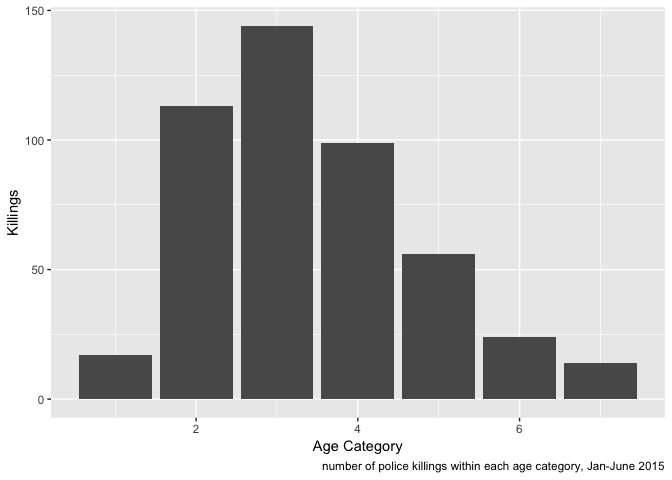 150
100
50
0
Killings
2 4 6
Age Category
number of police killings within each age category, Jan-June 2015